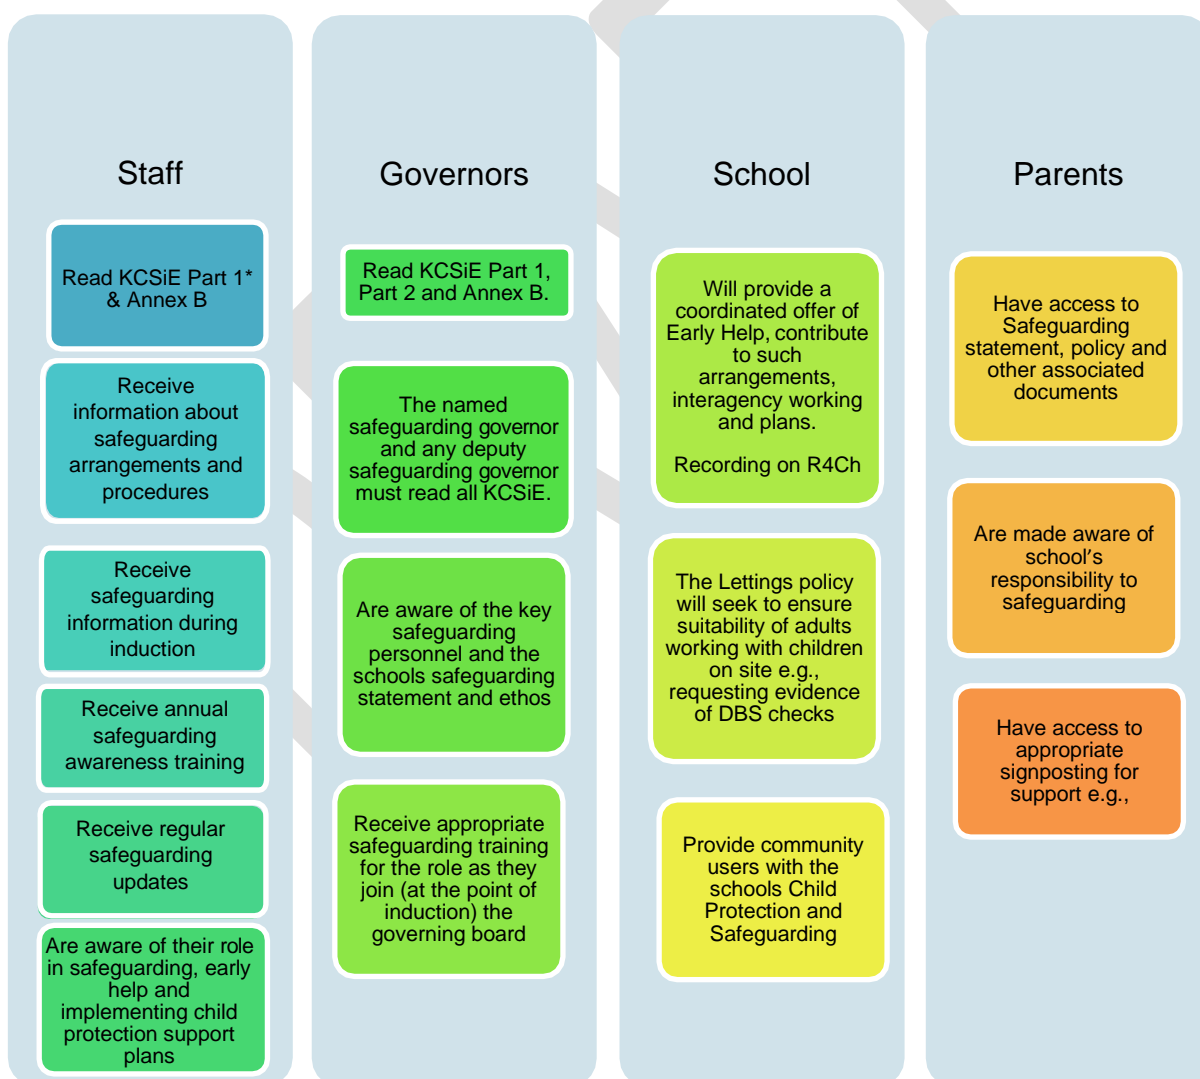 Staff
Read KCSiE Part 1*
& Annex B
Receive
information about
safeguarding
arrangements and
procedures
Receive
safeguarding
information during
induction
Receive annual
safeguarding
awareness training
Receive regular
safeguarding
updates
Are aware of their role
in safeguarding, early
help and
implementing child
protection support
plans
Governors
Read KCSiE Part 1,
Part 2 and Annex B.
The named
safeguarding governor
and any deputy
safeguarding governor
must read all KCSiE.
Are aware of the key
safeguarding
personnel and the
schools safeguarding
statement and ethos
Receive appropriate
safeguarding training
for the role as they
join (at the point of
induction) the
governing board
School
Will provide a
coordinated offer of
Early Help, contribute
to such
arrangements,
interagency working
and plans.
Recording on R4Ch
The Lettings policy
will seek to ensure
suitability of adults
working with children
on site e.g.,
requesting evidence
of DBS checks
Provide community
users with the
schools Child
Protection and
Safeguarding
Parents
Have access to
Safeguarding
statement, policy and
other associated
documents
Are made aware of
school's
responsibility to
safeguarding
Have access to
appropriate
signposting for
support e.g.,